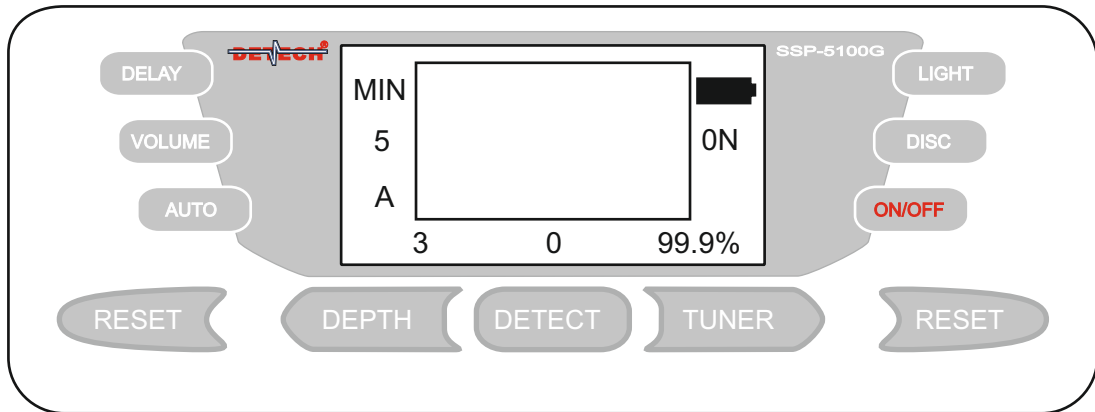 DETECH®
SSP-5100G
DELAY
LIGHT
MIN
VOLUME
5
0N
DISC
AUTO
A
ON/OFF
3 0 99.9%
RESET DEPTH DETECT TUNER RESET